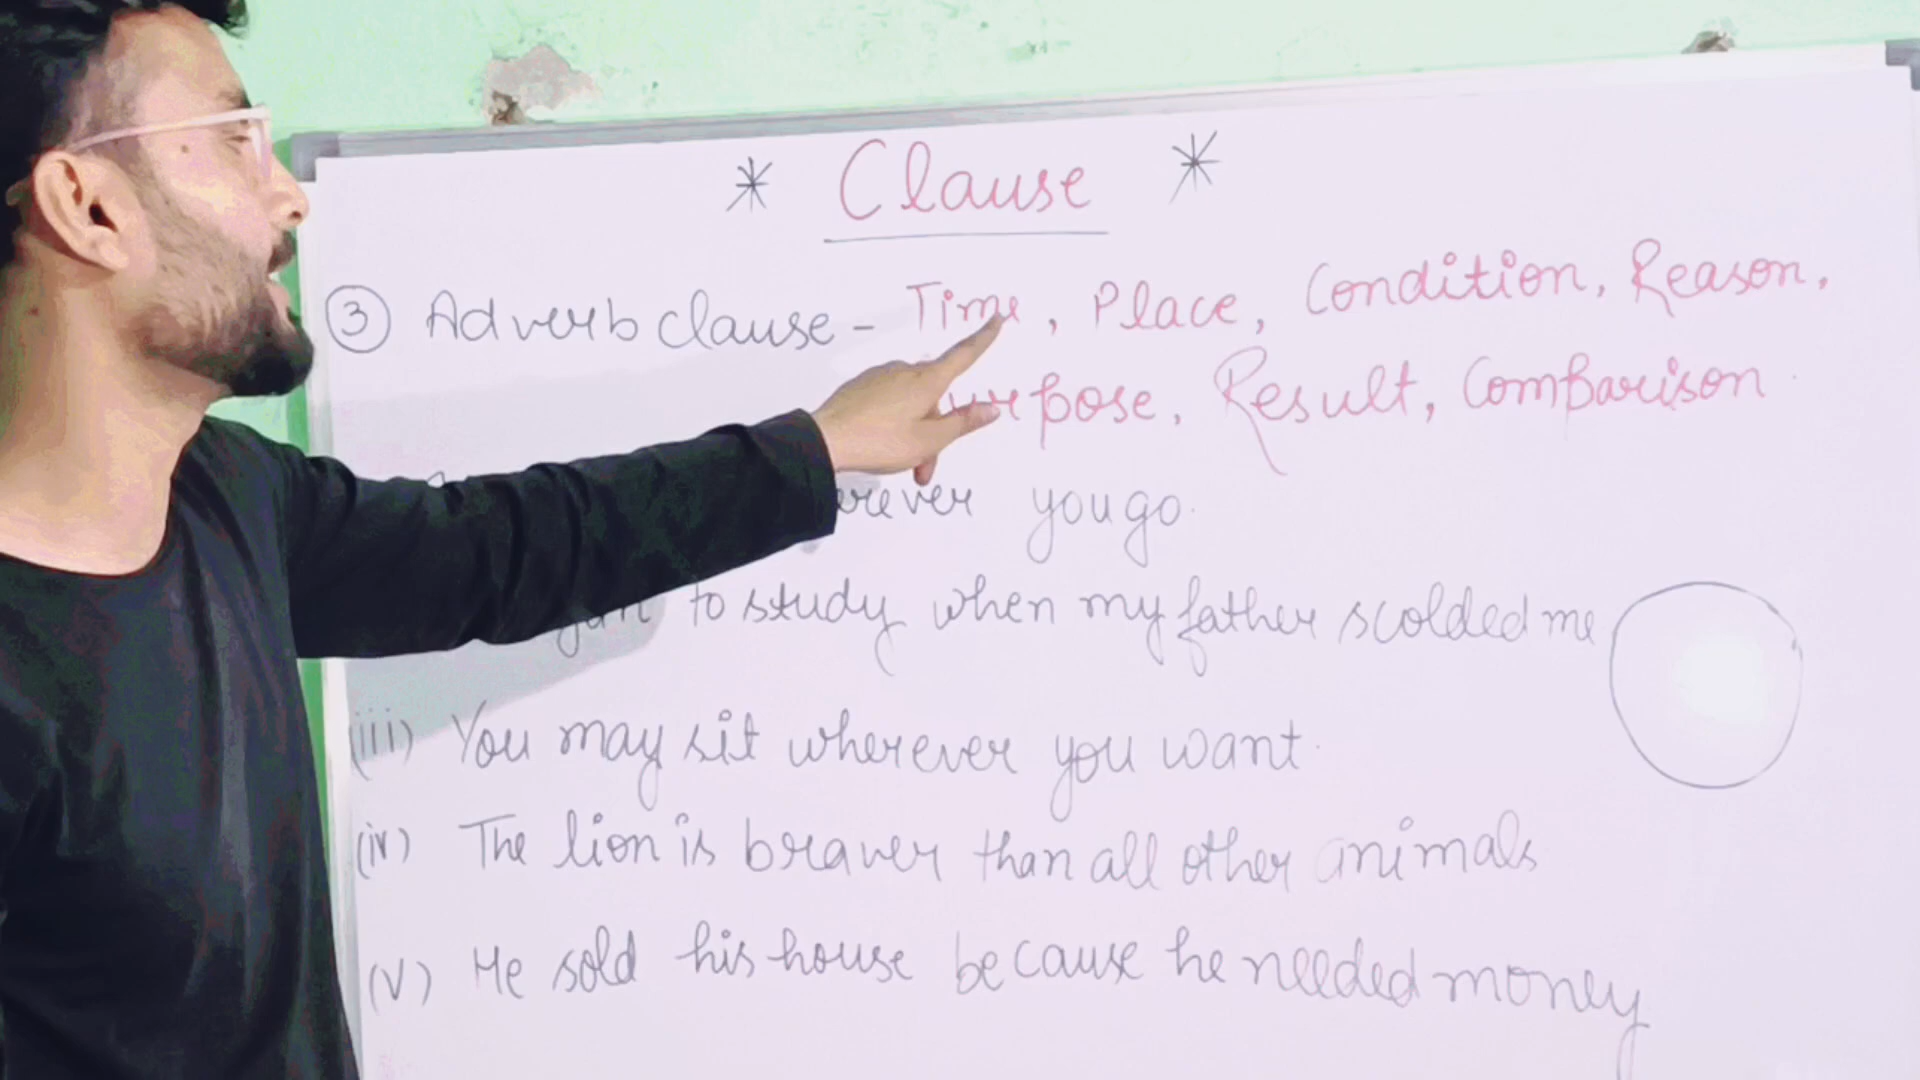 * Clause *
③ Adverb clause - Time, Place, Condition, Reason,
Purpose, Result, Comparison
you go.
to study when my father scolded me
(iii) You may sit wherever you want.
(iv) The lion is braver than all other animals
(v) He sold his house because he needed money